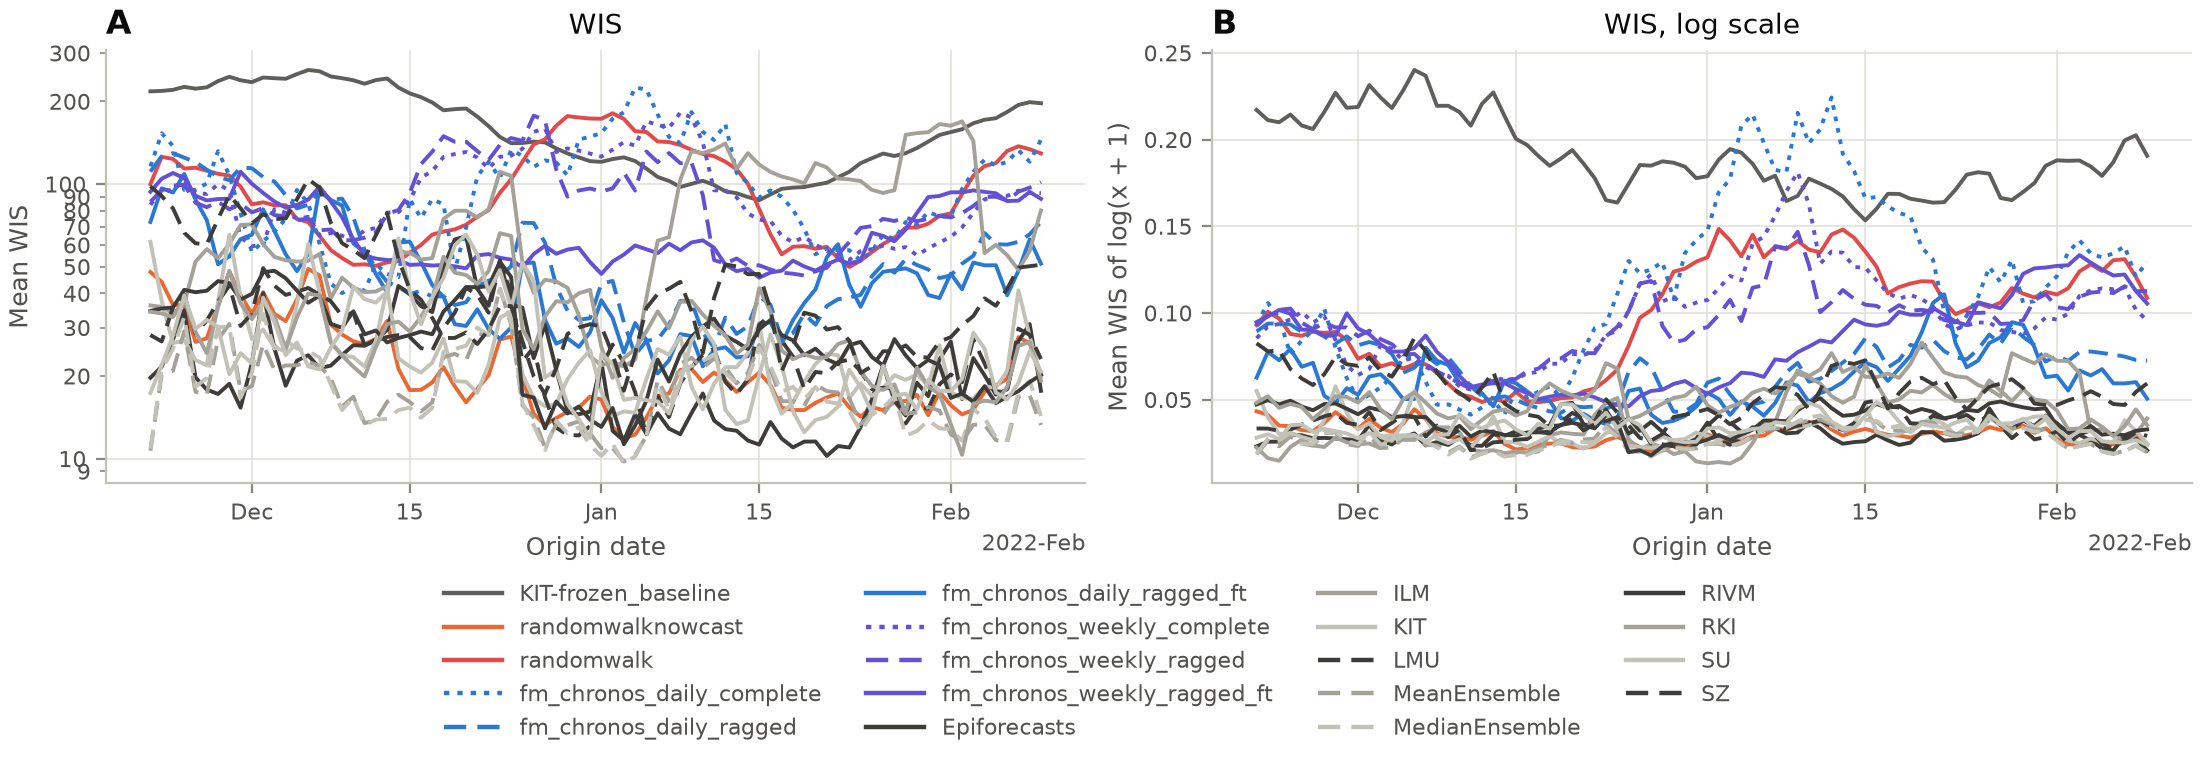 A
WIS
B
WIS, log scale
Mean WIS
300
200
100
90
80
70
60
50
40
30
20
10
9
Dec
15
Jan
15
Feb
Origin date
2022-Feb
Mean WIS of log(x + 1)
0.25
0.20
0.15
0.10
0.05
Dec
15
Jan
15
Feb
Origin date
2022-Feb
KIT-frozen_baseline
randomwalknowcast
randomwalk
fm_chronos_daily_complete
fm_chronos_daily_ragged
fm_chronos_daily_ragged_ft
fm_chronos_weekly_complete
fm_chronos_weekly_ragged
fm_chronos_weekly_ragged_ft
Epiforecasts
ILM
KIT
LMU
MeanEnsemble
MedianEnsemble
RIVM
RKI
SU
SZ